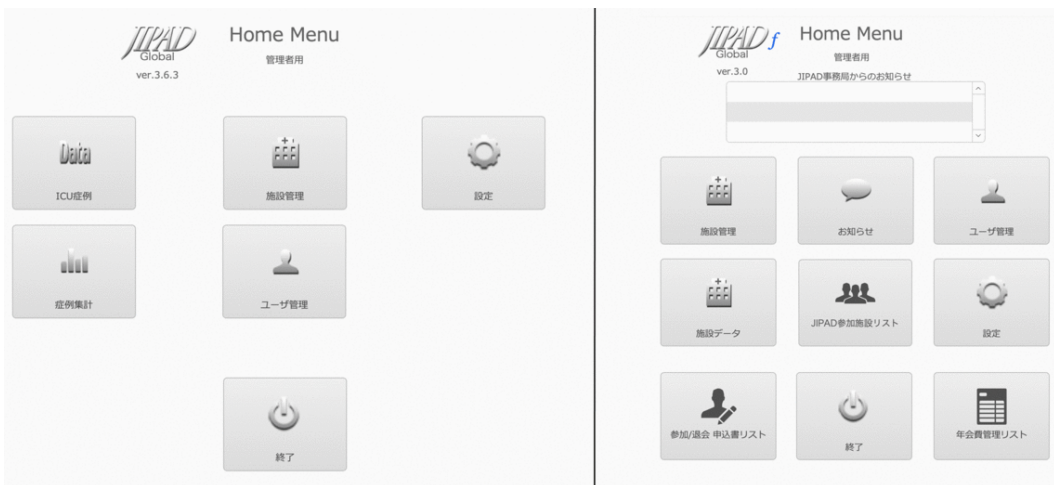 JIPAD
Global
ver.3.6.3
Home Menu
管理者用
Data
ICU症例
施設管理
設定
症例集計
ユーザ管理
終了
JIPAD f
Global
ver.3.0
Home Menu
管理者用
JIPAD事務局からのお知らせ
施設管理
お知らせ
ユーザ管理
施設データ
JIPAD参加施設リスト
設定
参加/退会 申込書リスト
終了
年会費管理リスト